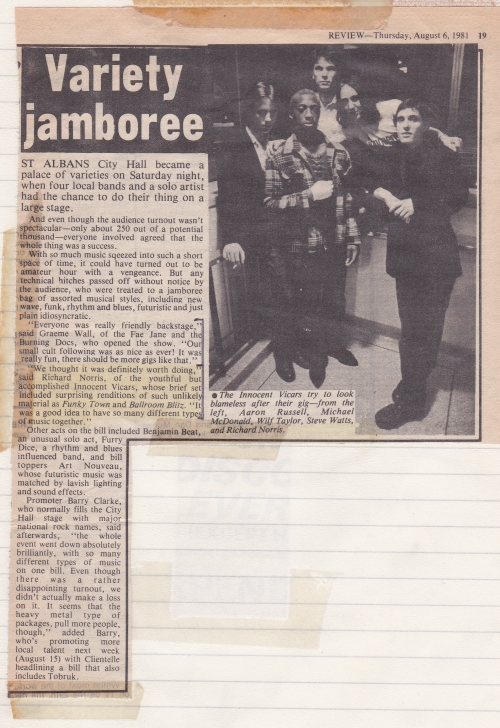 REVIEW—Thursday, August 6, 1981 19
Variety
jamboree
ST ALBANS City Hall became a
palace of varieties on Saturday night,
when four local bands and a solo artist
had the chance to do their thing on a
large stage.
And even though the audience turnout wasn't
spectacular—only about 250 out of a potential
thousand—everyone involved agreed that the
whole thing was a success.
With so much music sqeezed into such a short
space of time, it could have turned out to be
amateur hour with a vengeance. But any
technical hitches passed off without notice by
the audience, who were treated to a jamboree
bag of assorted musical styles, including new
wave, funk, rhythm and blues, futuristic and just
plain idiosyncratic.
"Everyone was really friendly backstage,"
said Graeme Wall, of the Fae Jane and the
Burning Docs, who opened the show. "Our
small cult following was as nice as ever! It was
really fun, there should be more gigs like that."
"We thought it was definitely worth doing,"
said Richard Norris, of the youthful but
accomplished Innocent Vicars, whose brief set
included surprising renditions of such unlikely
material as Funky Town and Ballroom Blitz. "It
was a good idea to have so many different types
of music together."
Other acts on the bill included Benjamin Beat,
an unusual solo act, Furry
Dice, a rhythm and blues
influenced band, and bill
toppers Art Nouveau,
whose futuristic music was
matched by lavish lighting
and sound effects.
Promoter Barry Clarke,
who normally fills the City
Hall stage with major
national rock names, said
afterwards, "the whole
event went down absolutely
brilliantly, with so many
different types of music
on one bill. Even though
there was a rather
disappointing turnout, we
didn't actually make a loss
on it. It seems that the
heavy metal type of
packages, pull more people,
though," added Barry,
who's promoting more
local talent next week
(August 15) with Clientelle
headlining a bill that also
includes Tobruk.
● The Innocent Vicars try to look
blameless after their gig—from the
left, Aaron Russell, Michael
McDonald, Wilf Taylor, Steve Watts,
and Richard Norris.